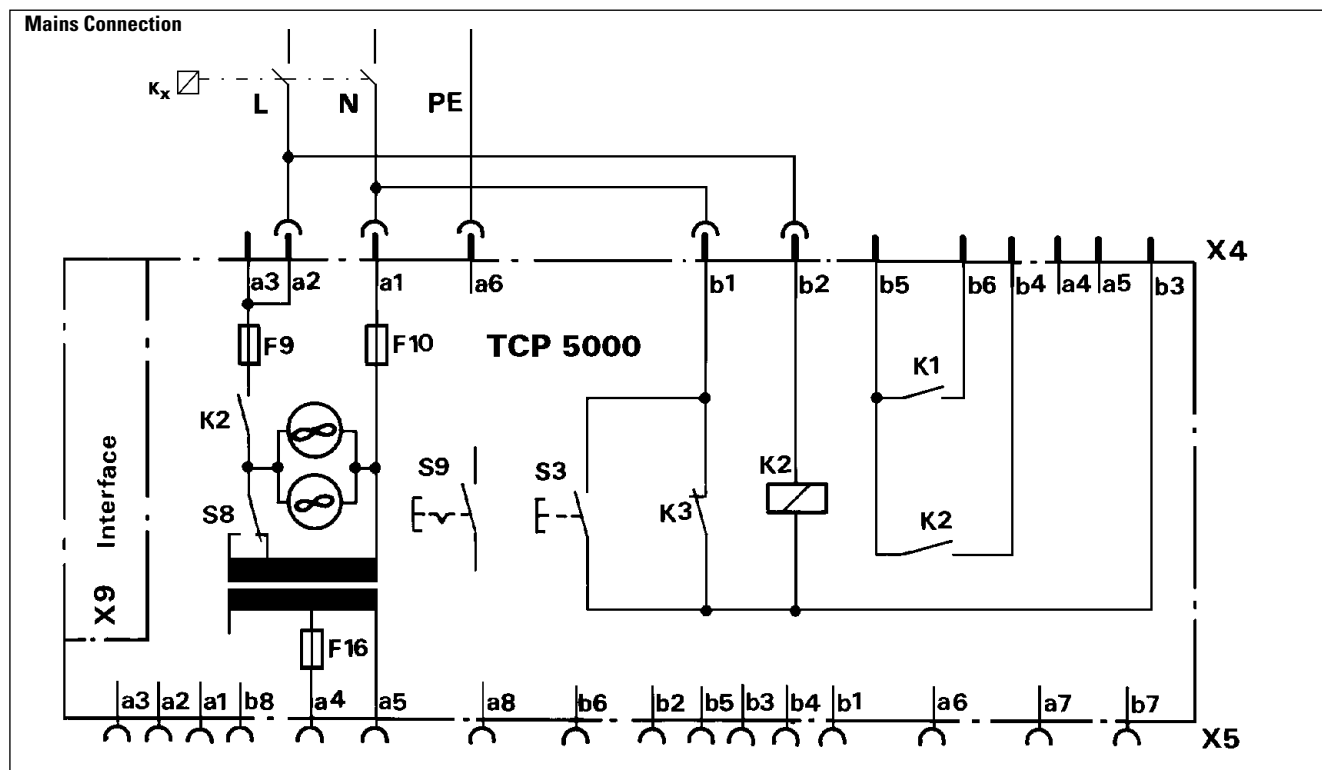 Mains Connection
Kx
L N PE
X4
a3 a2 a1 a6 b1 b2 b5 b6 b4 a4 a5 b3
F9 F10 TCP 5000
K1
K2
S9 S3 K2
S8 K3 K2
X9 Interface
F16
a3 a2 a1 b8 a4 a5 a8 b6 b2 b5 b3 b4 b1 a6 a7 b7
X5